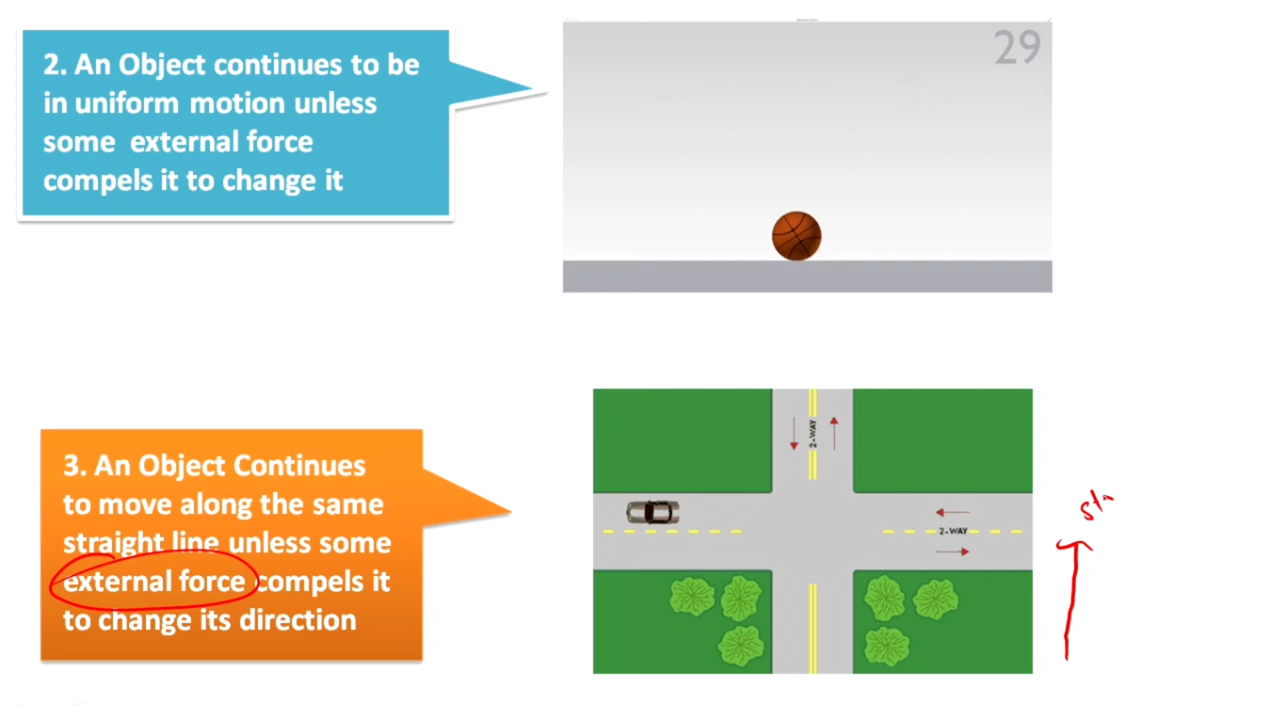 2. An Object continues to be
in uniform motion unless
some external force
compels it to change it
29
3. An Object Continues
to move along the same
straight line unless some
external force compels it
to change its direction
2-WAY
2-WAY
sta